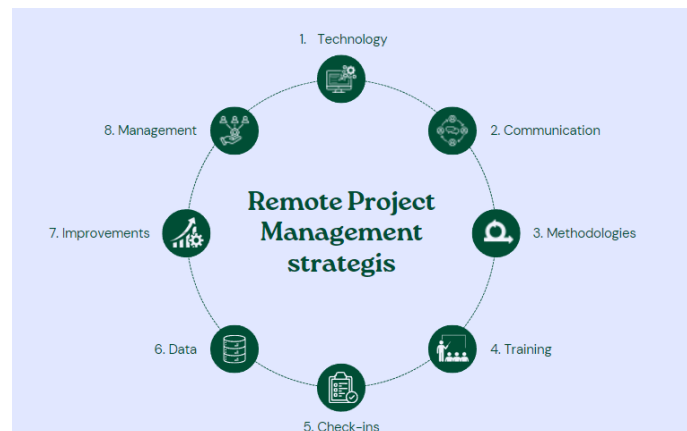 1. Technology
8. Management
2. Communication
Remote Project
Management
strategis
7. Improvements
3. Methodologies
6. Data
4. Training
5. Check-ins